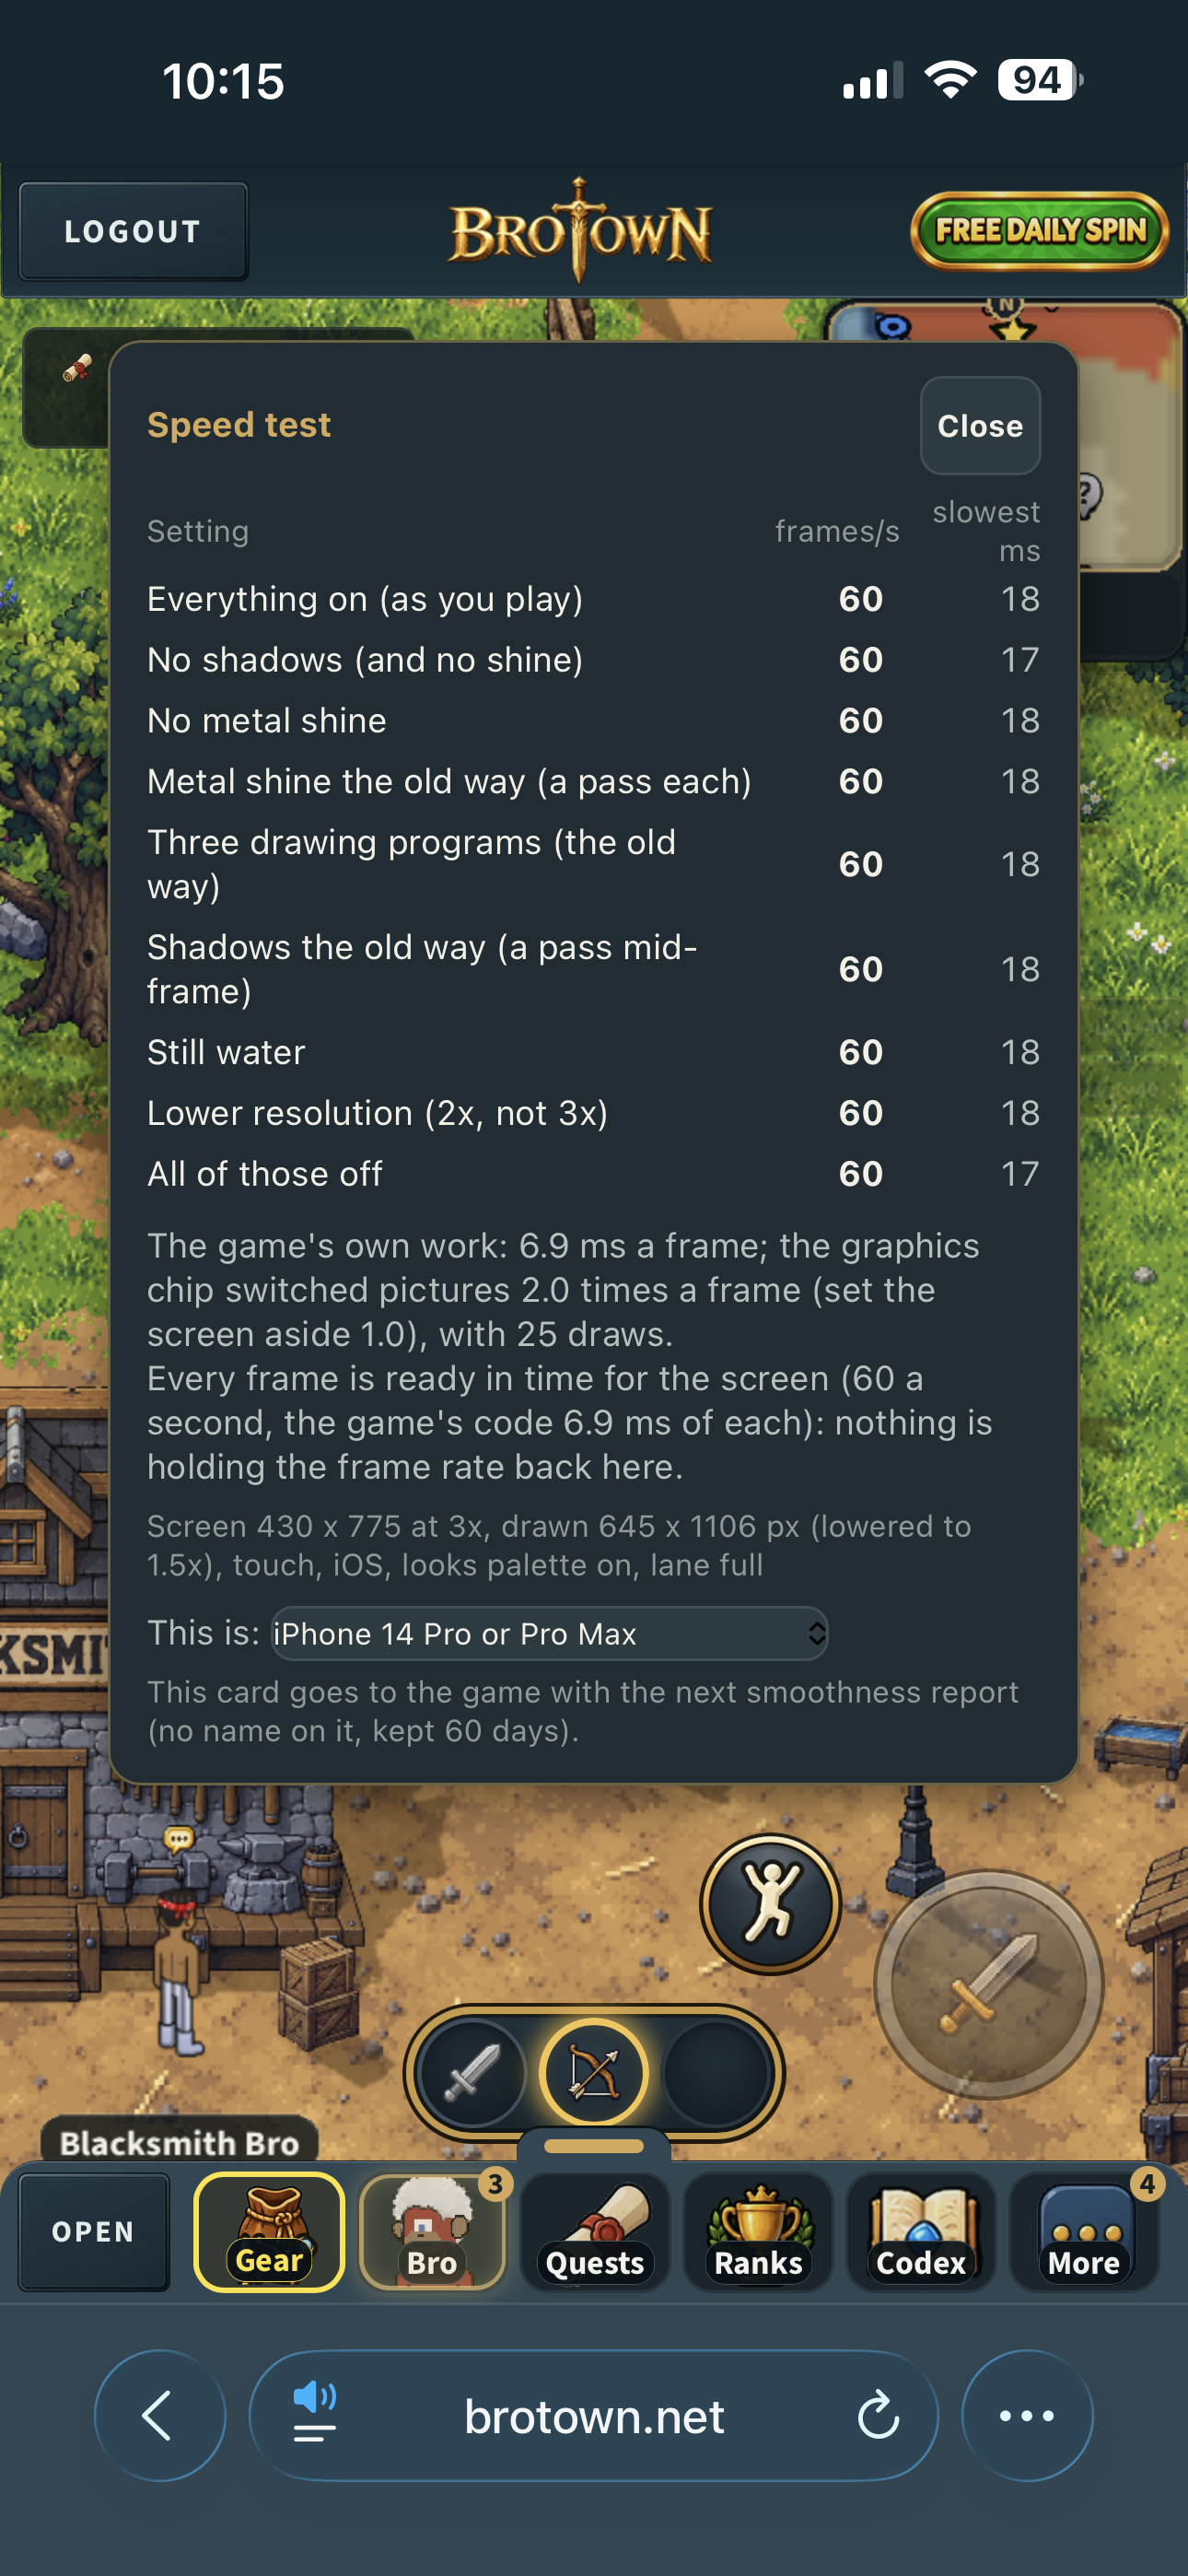 10:15
94
LOGOUT
BROTOWN
FREE DAILY SPIN
N
Speed test
Close
Setting frames/s slowest ms
Everything on (as you play) 60 18
No shadows (and no shine) 60 17
No metal shine 60 18
Metal shine the old way (a pass each) 60 18
Three drawing programs (the old
way) 60 18
Shadows the old way (a pass mid-
frame) 60 18
Still water 60 18
Lower resolution (2x, not 3x) 60 18
All of those off 60 17
The game's own work: 6.9 ms a frame; the graphics
chip switched pictures 2.0 times a frame (set the
screen aside 1.0), with 25 draws.
Every frame is ready in time for the screen (60 a
second, the game's code 6.9 ms of each): nothing is
holding the frame rate back here.
Screen 430 x 775 at 3x, drawn 645 x 1106 px (lowered to
1.5x), touch, iOS, looks palette on, lane full
This is: iPhone 14 Pro or Pro Max
This card goes to the game with the next smoothness report
(no name on it, kept 60 days).
?
KSMI
Blacksmith Bro
OPEN
Gear
3
Bro
Quests
Ranks
Codex
4
More
brotown.net